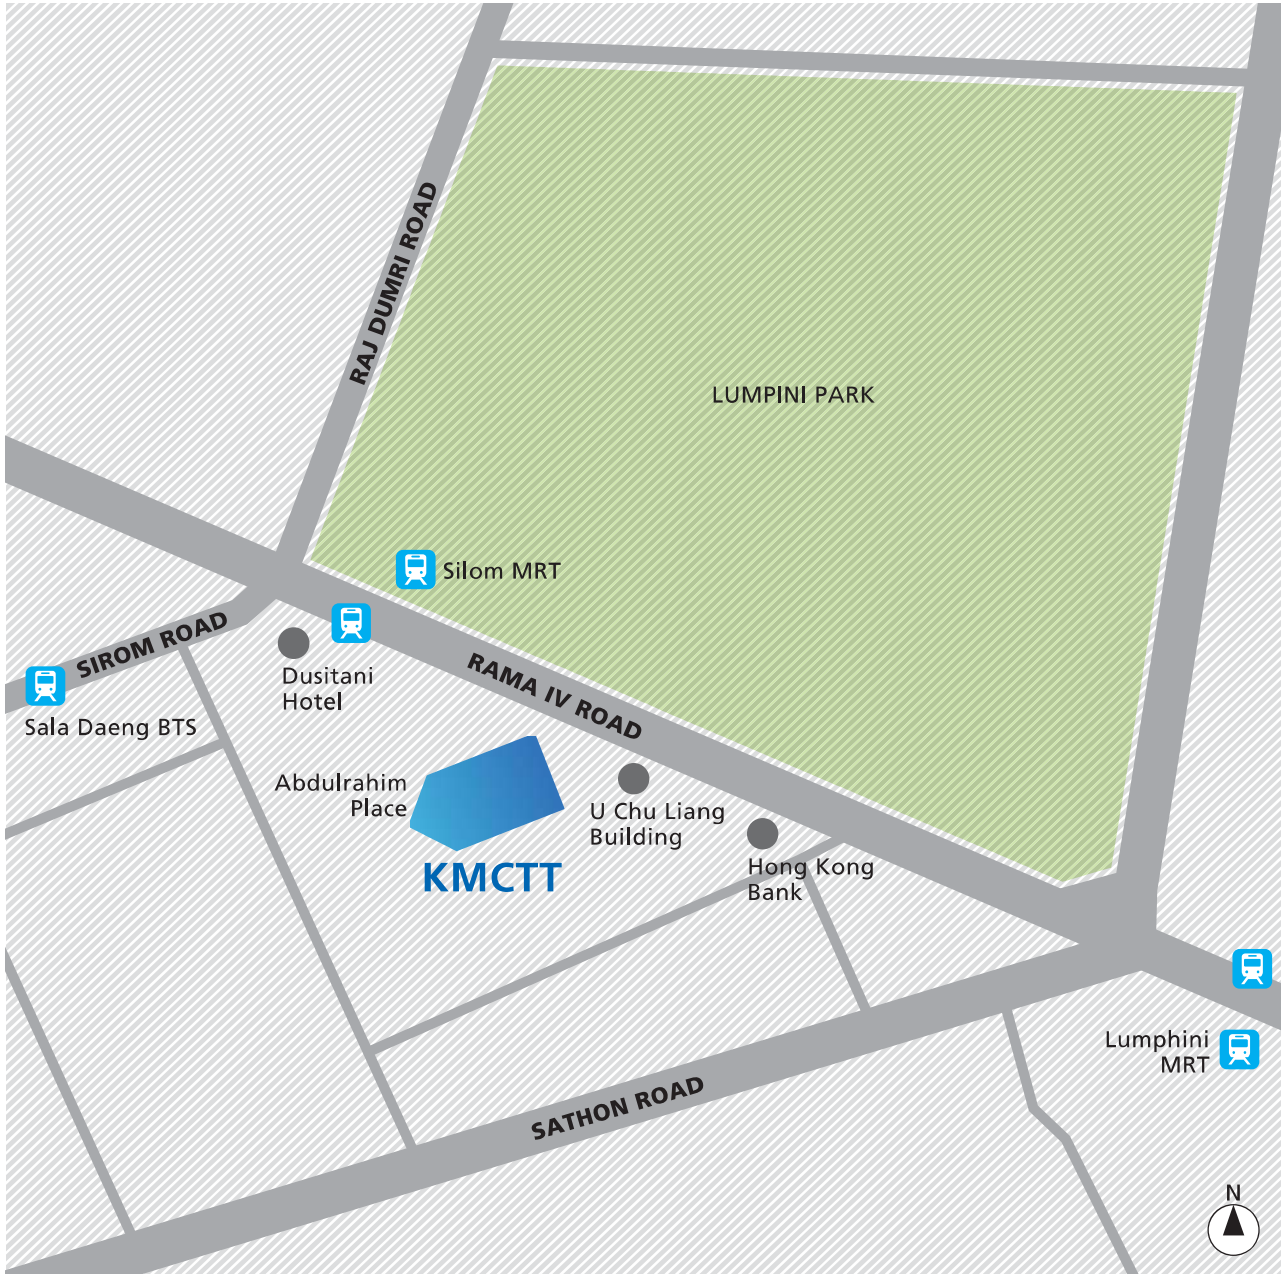 RAJ DUMRI ROAD
LUMPINI PARK
Silom MRT
SIROM ROAD
Dusitani
Hotel
RAMA IV ROAD
Sala Daeng BTS
Abdulrahim
Place
U Chu Liang
Building
KMCTT
Hong Kong
Bank
Lumphini
MRT
SATHON ROAD
N